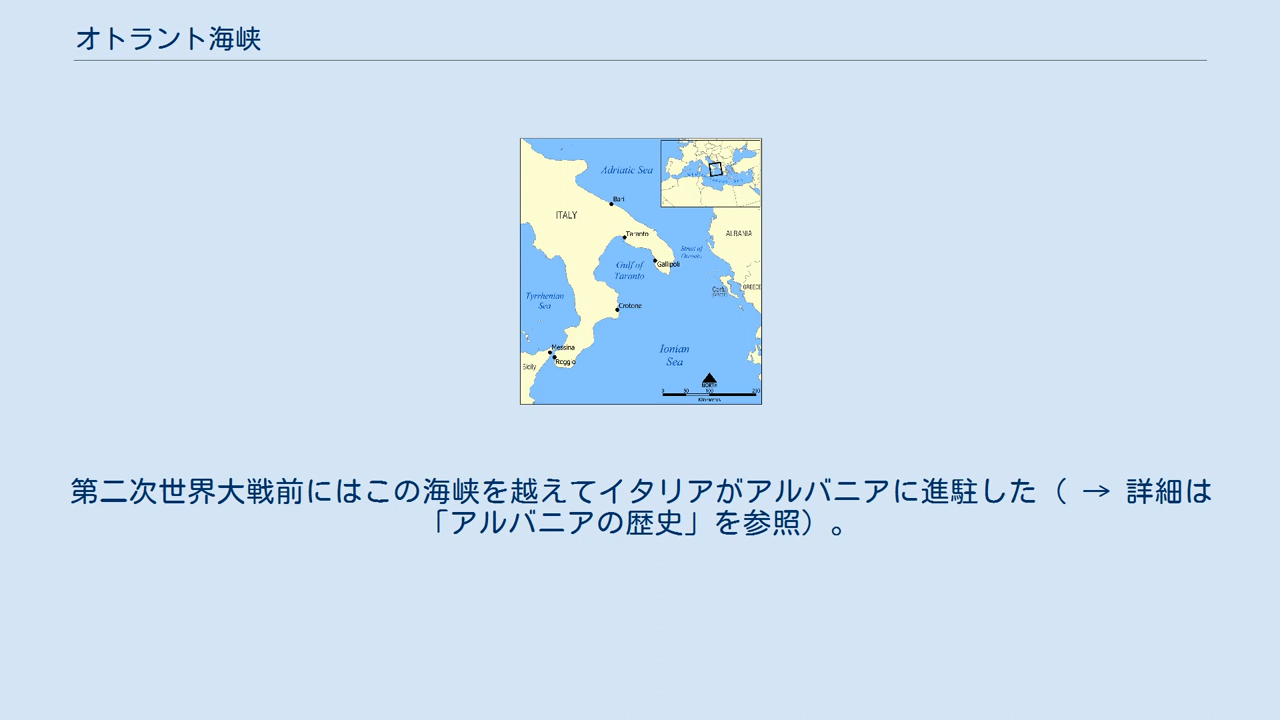 オトラント海峡
Adriatic Sea
Bari
ITALY
Taranto
ALBANIA
Strait of
Gulf of
Taranto
Gallipoli
Tyrrhenian
Sea
GREECE
Crotone
Messina
Reggio
Sicily
Ionian
Sea
第二次世界大戦前にはこの海峡を越えてイタリアがアルバニアに進駐した（ → 詳細は
「アルバニアの歴史」を参照）。